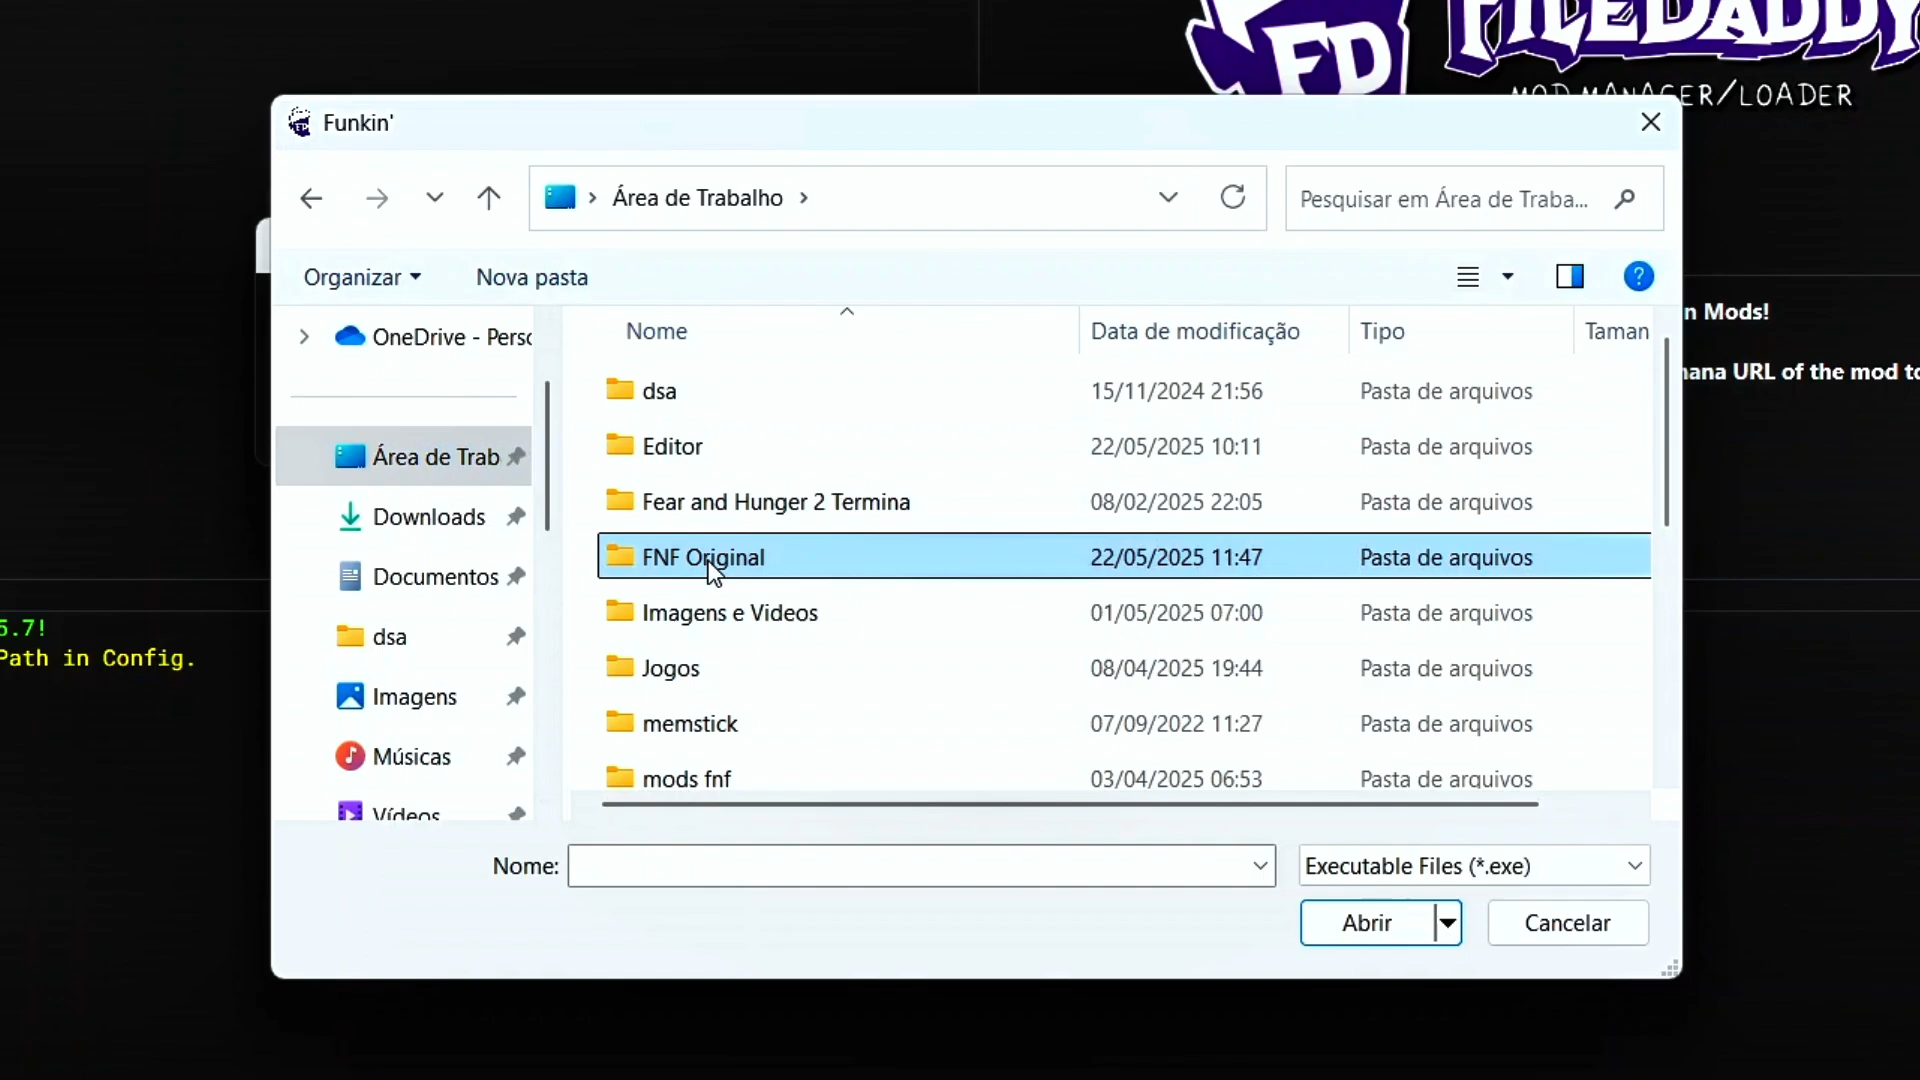 FILEDADDY
FD
MOD MANAGER/LOADER
Funkin'
Área de Trabalho
Pesquisar em Área de Traba...
Organizar
Nova pasta
?
OneDrive - Perso
Nome
Data de modificação
Tipo
Taman
n Mods!
dsa
15/11/2024 21:56
Pasta de arquivos
ana URL of the mod to
Editor
22/05/2025 10:11
Pasta de arquivos
Área de Trab
Fear and Hunger 2 Termina
08/02/2025 22:05
Pasta de arquivos
Downloads
FNF Original
22/05/2025 11:47
Pasta de arquivos
Documentos
Imagens e Videos
01/05/2025 07:00
Pasta de arquivos
5.7!
dsa
Path in Config.
Jogos
08/04/2025 19:44
Pasta de arquivos
Imagens
memstick
07/09/2022 11:27
Pasta de arquivos
Músicas
mods fnf
03/04/2025 06:53
Pasta de arquivos
Vídeos
Nome:
Executable Files (*.exe)
Abrir
Cancelar